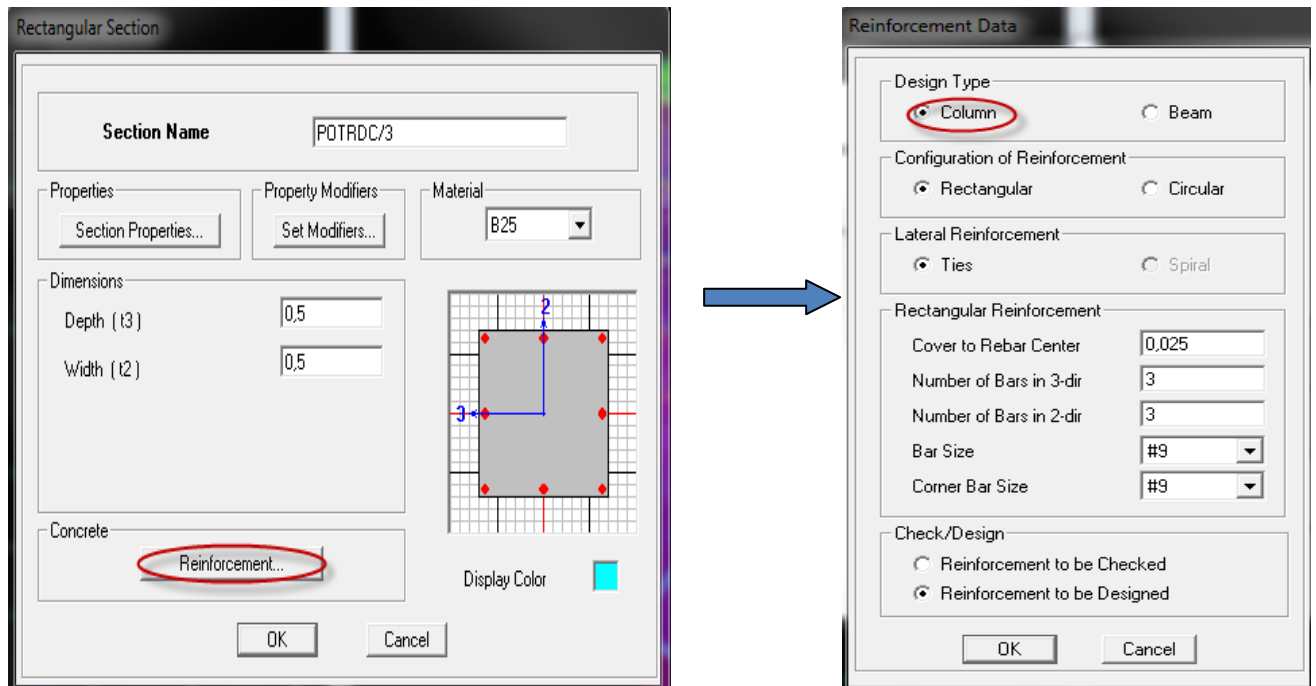 Rectangular Section
Section Name POTRDC/3
Properties Property Modifiers Material
Section Properties... Set Modifiers... B25
Dimensions
Depth ( t3 ) 0,5
Width ( t2 ) 0,5
2
3
Concrete
Reinforcement...
Display Color
OK Cancel
Reinforcement Data
Design Type
Column Beam
Configuration of Reinforcement
Rectangular Circular
Lateral Reinforcement
Ties Spiral
Rectangular Reinforcement
Cover to Rebar Center 0,025
Number of Bars in 3-dir 3
Number of Bars in 2-dir 3
Bar Size #9
Corner Bar Size #9
Check/Design
Reinforcement to be Checked
Reinforcement to be Designed
OK Cancel